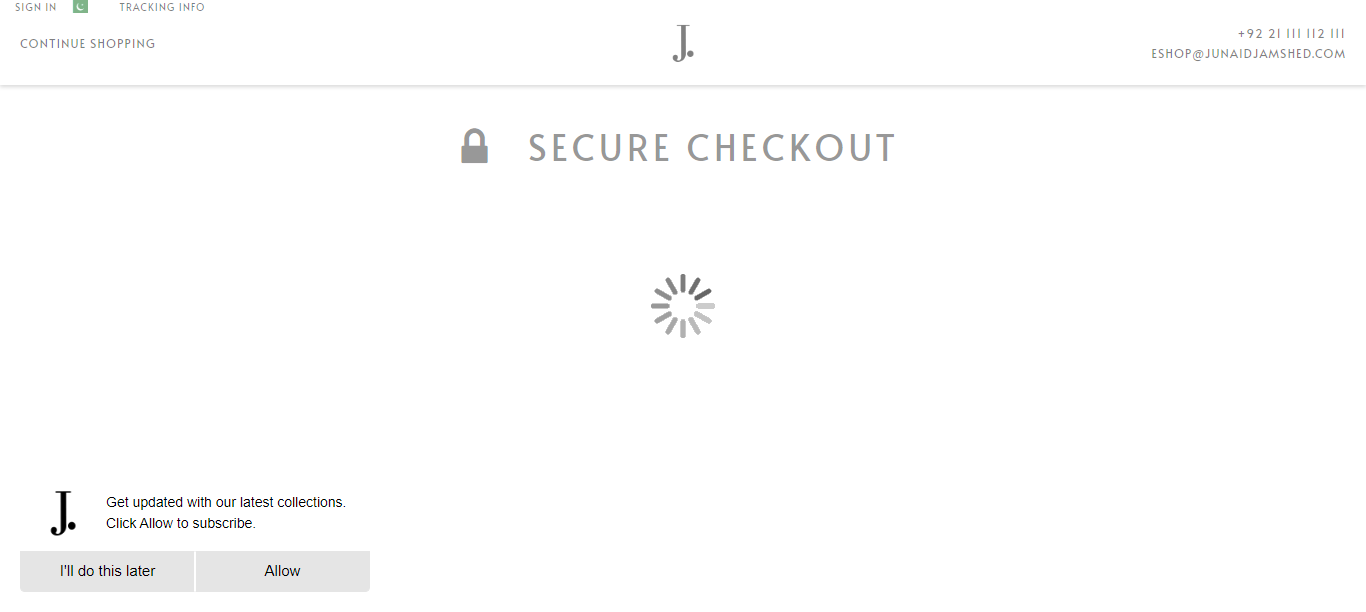 SIGN IN
TRACKING INFO
CONTINUE SHOPPING
J.
+92 21 111 112 111
ESHOP@JUNAIDJAMSHED.COM
SECURE CHECKOUT
J.
Get updated with our latest collections.
Click Allow to subscribe.
I'll do this later
Allow